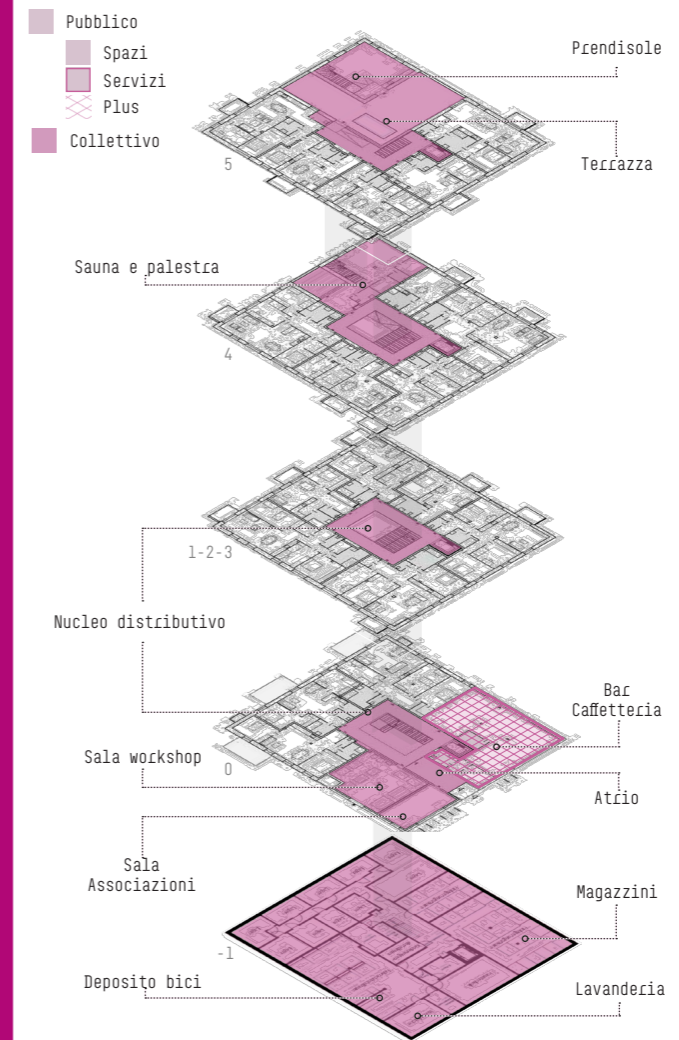 Pubblico
Spazi
Servizi
Plus
Collettivo
Prendisole
Terrazza
5
Sauna e palestra
4
1-2-3
Nucleo distributivo
Bar
Caffetteria
Sala workshop
0
Atrio
Sala
Associazioni
Magazzini
-1
Deposito bici
Lavanderia